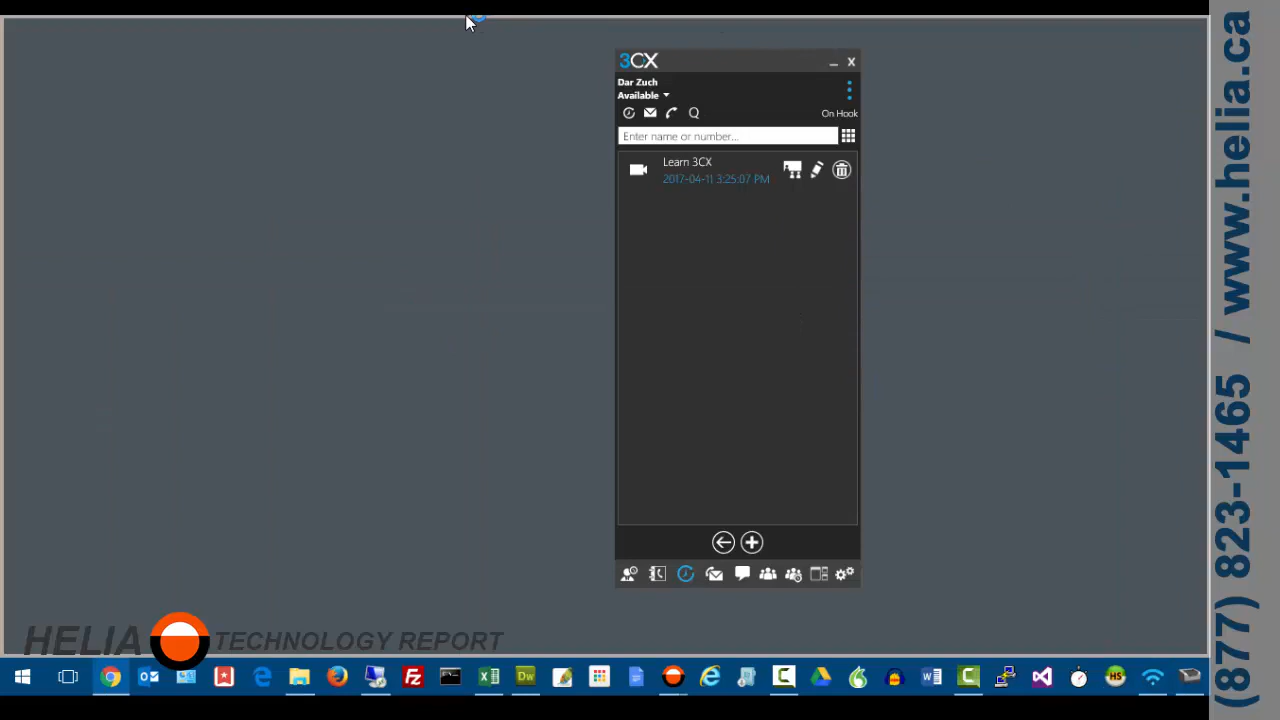 3CX
Dar Zuch
Available
On Hook
Enter name or number...
Learn 3CX
2017-04-11 3:25:07 PM
HELIA TECHNOLOGY REPORT
(877) 823-1465 / www.helia.ca